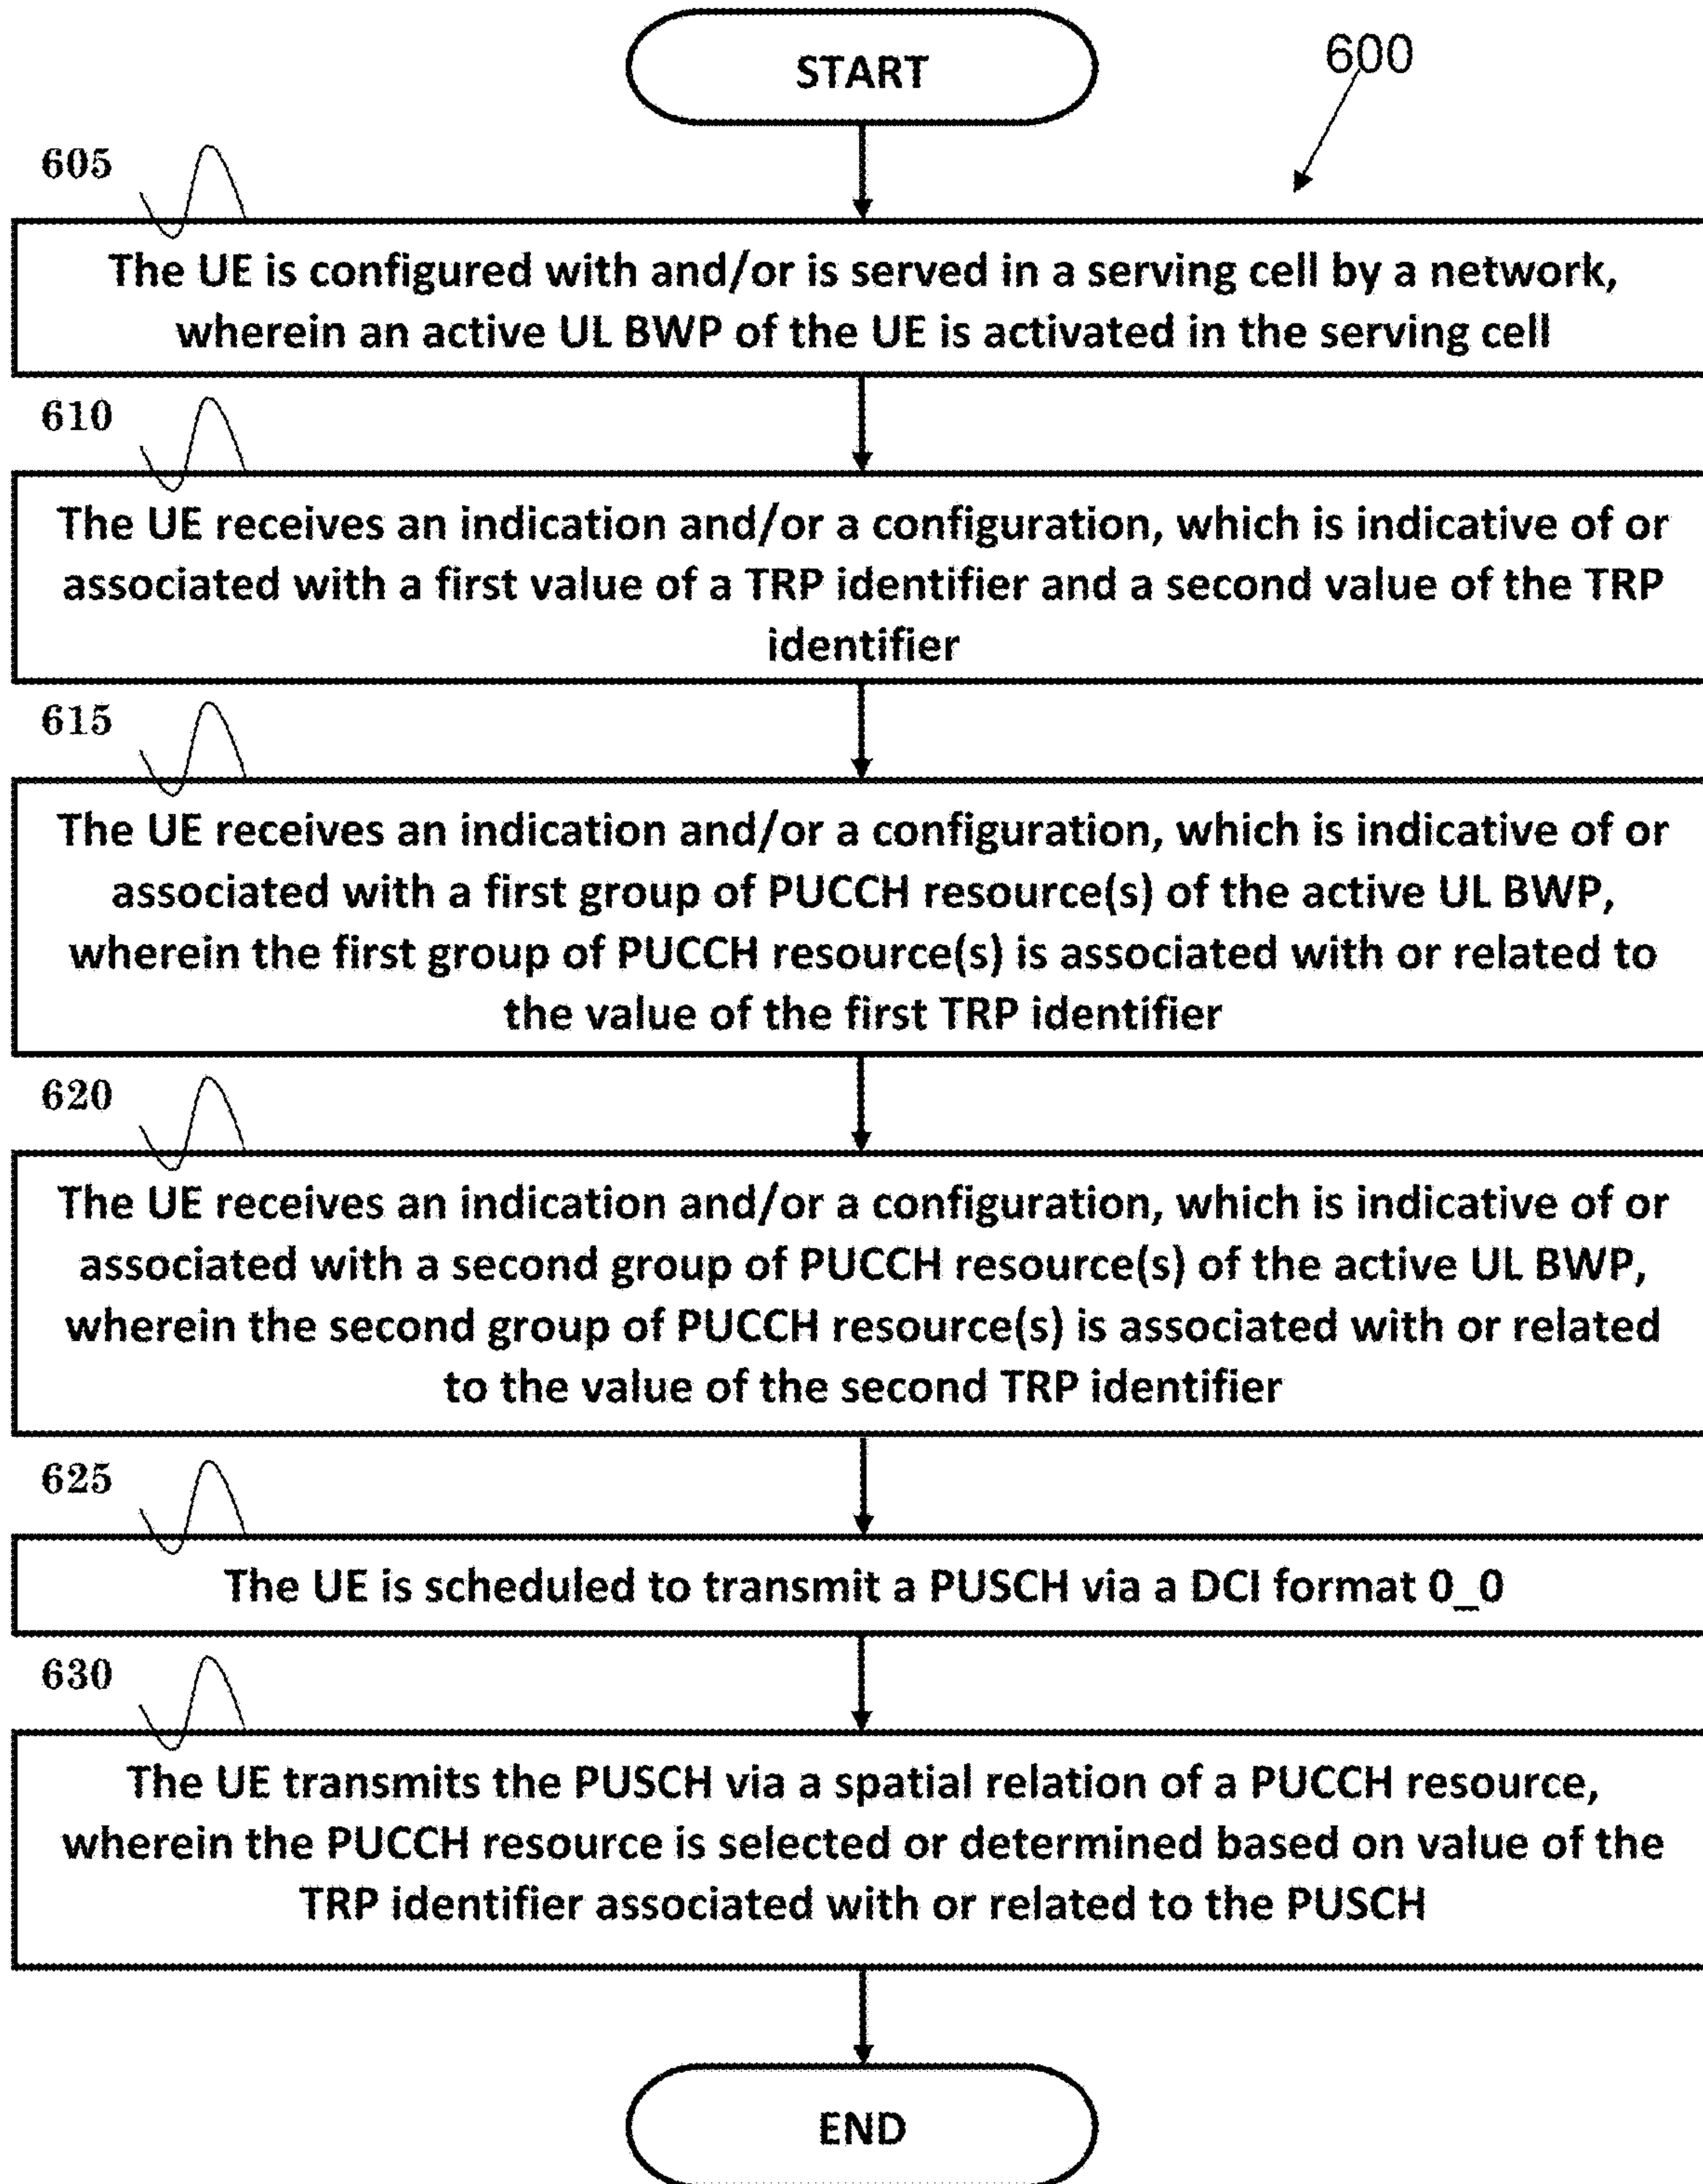 START
600
605
The UE is configured with and/or is served in a serving cell by a network,
wherein an active UL BWP of the UE is activated in the serving cell
610
The UE receives an indication and/or a configuration, which is indicative of or
associated with a first value of a TRP identifier and a second value of the TRP
identifier
615
The UE receives an indication and/or a configuration, which is indicative of or
associated with a first group of PUCCH resource(s) of the active UL BWP,
wherein the first group of PUCCH resource(s) is associated with or related to
the value of the first TRP identifier
620
The UE receives an indication and/or a configuration, which is indicative of or
associated with a second group of PUCCH resource(s) of the active UL BWP,
wherein the second group of PUCCH resource(s) is associated with or related
to the value of the second TRP identifier
625
The UE is scheduled to transmit a PUSCH via a DCI format 0_0
630
The UE transmits the PUSCH via a spatial relation of a PUCCH resource,
wherein the PUCCH resource is selected or determined based on value of the
TRP identifier associated with or related to the PUSCH
END